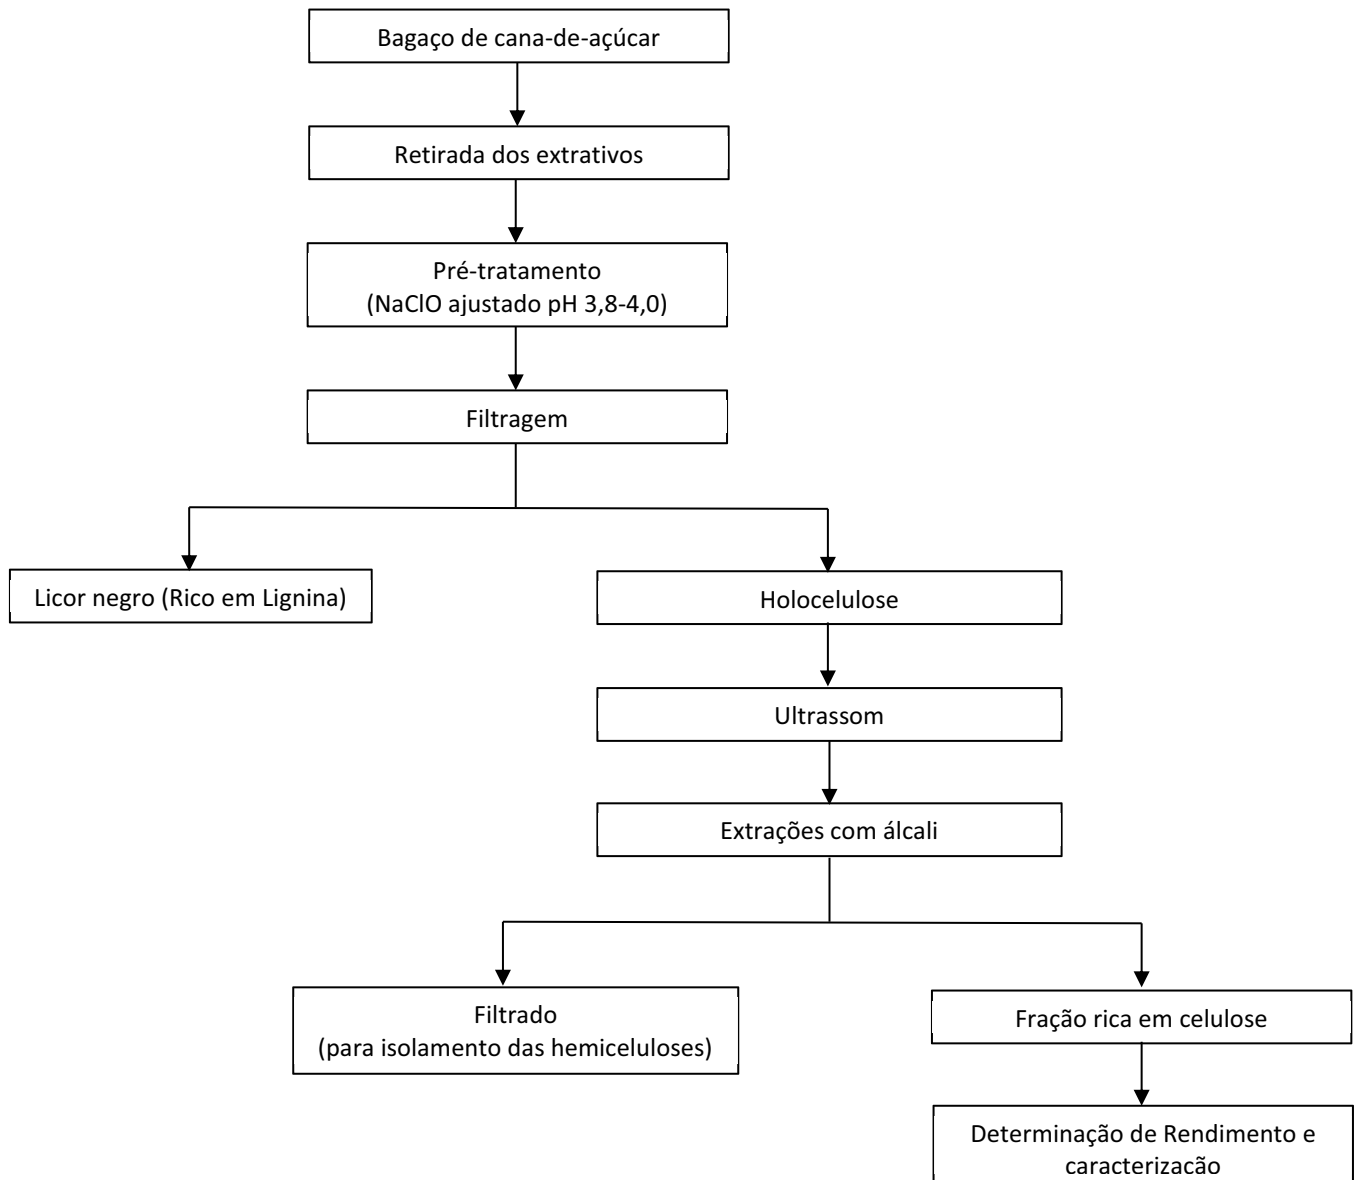 Bagaço de cana-de-açúcar
Retirada dos extrativos
Pré-tratamento
(NaClO ajustado pH 3,8-4,0)
Filtragem
Licor negro (Rico em Lignina)
Holocelulose
Ultrassom
Extrações com álcali
Filtrado
(para isolamento das hemiceluloses)
Fração rica em celulose
Determinação de Rendimento e
caracterização